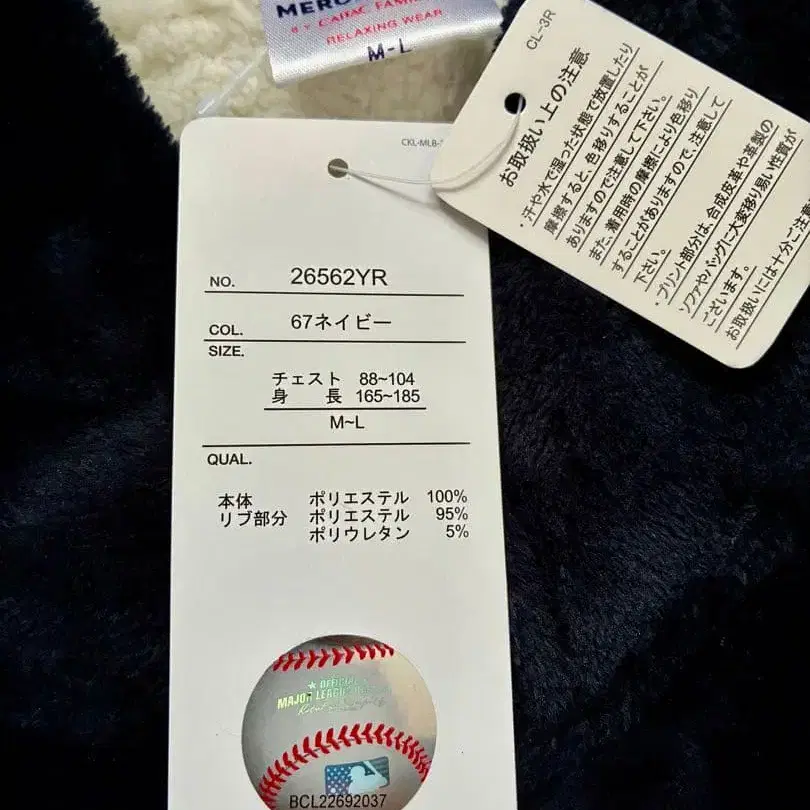 BY CARAC FAMI
RELAXING WEAR
M-L
CL-3R
お取扱い上の注意
・汗や水で湿った状態で放置したり
摩擦すると、色移りすることが
ありますので注意して下さい。
また、着用時の摩擦により色移り
することがありますので、注意して
下さい。
・プリント部分は、合成皮革や革製の
ソファやバッグに大変移り易い性質が
ございます。
お取扱いには十分ご注意
CKL-MLB-
NO. 26562YR
COL. 67ネイビー
SIZE.
チェスト 88~104
身長 165~185
M~L
QUAL.
本体 ポリエステル 100%
リブ部分 ポリエステル 95%
ポリウレタン 5%
OFFICIAL
MAJOR LEAGUE
BCL22692037